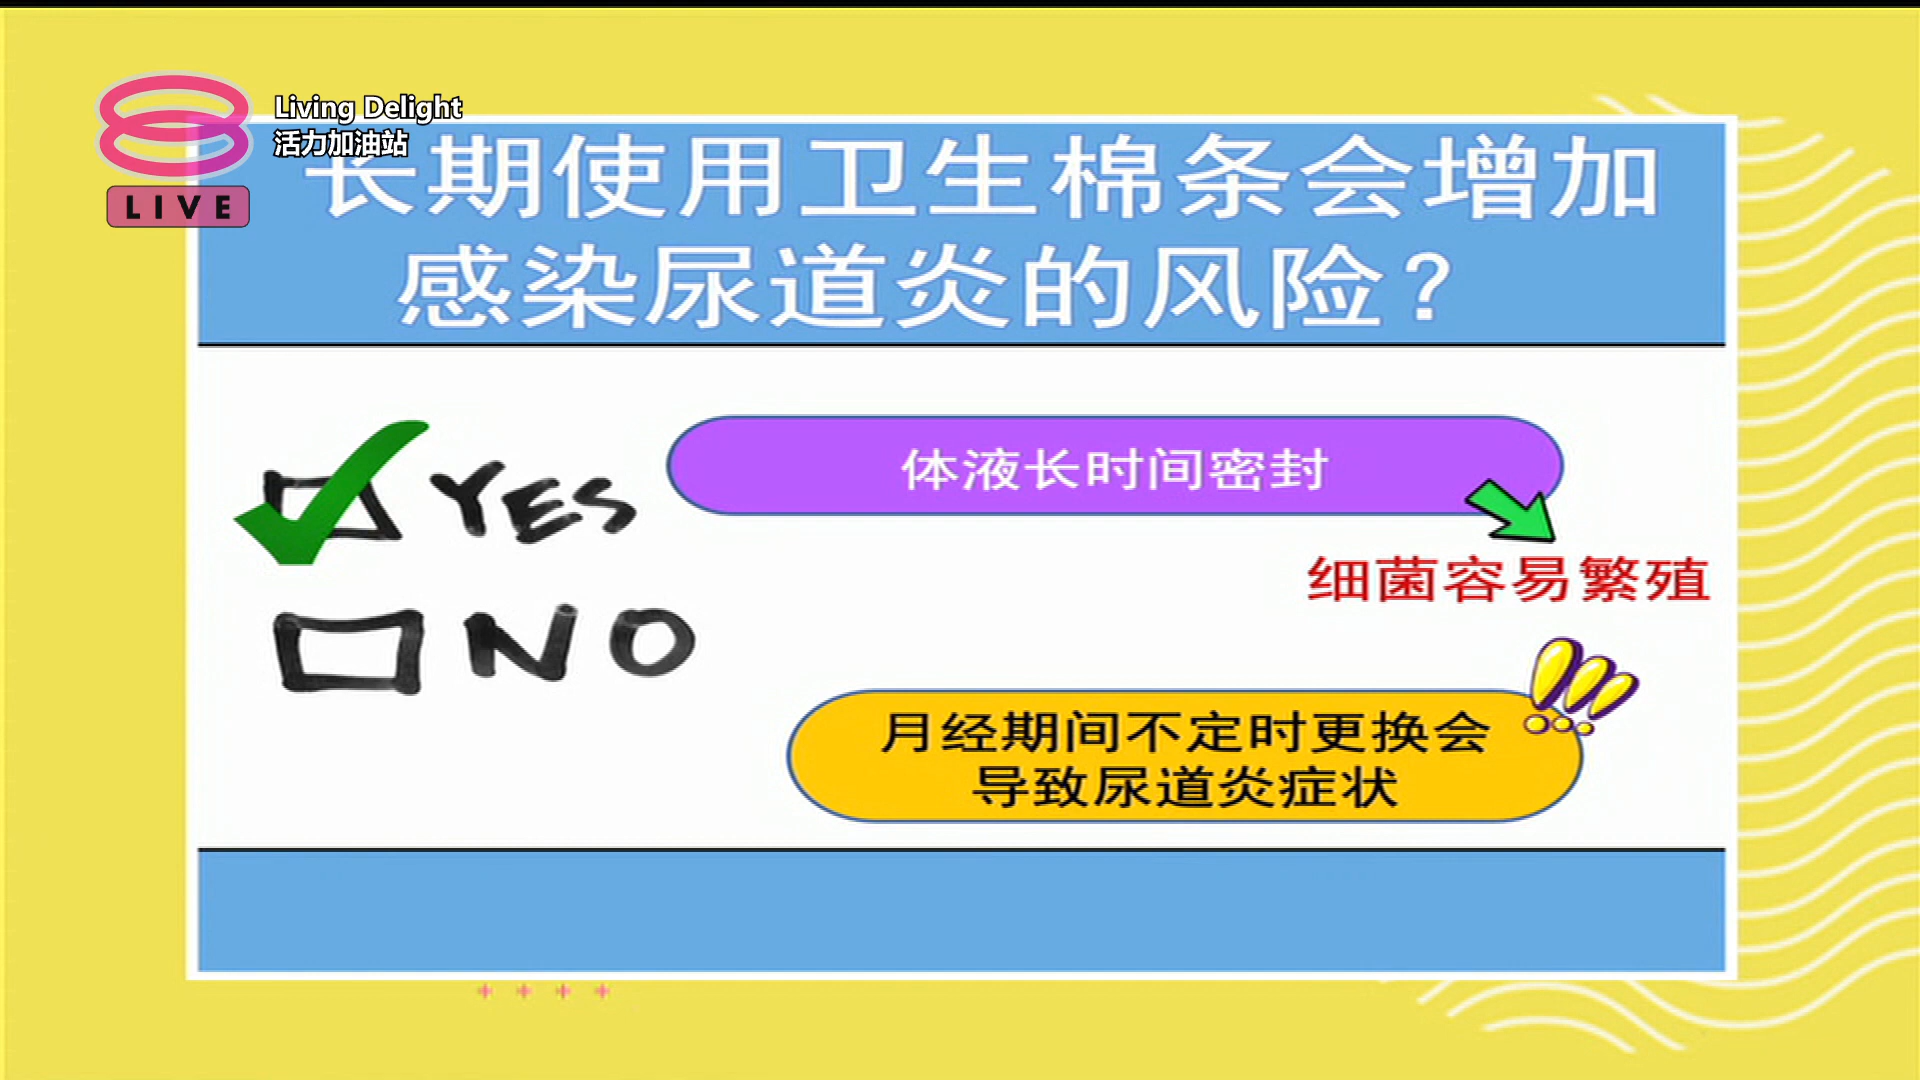 Living Delight
活力加油站
LIVE
长期使用卫生棉条会增加
感染尿道炎的风险？
YES
体液长时间密封
细菌容易繁殖
NO
月经期间不定时更换会
导致尿道炎症状